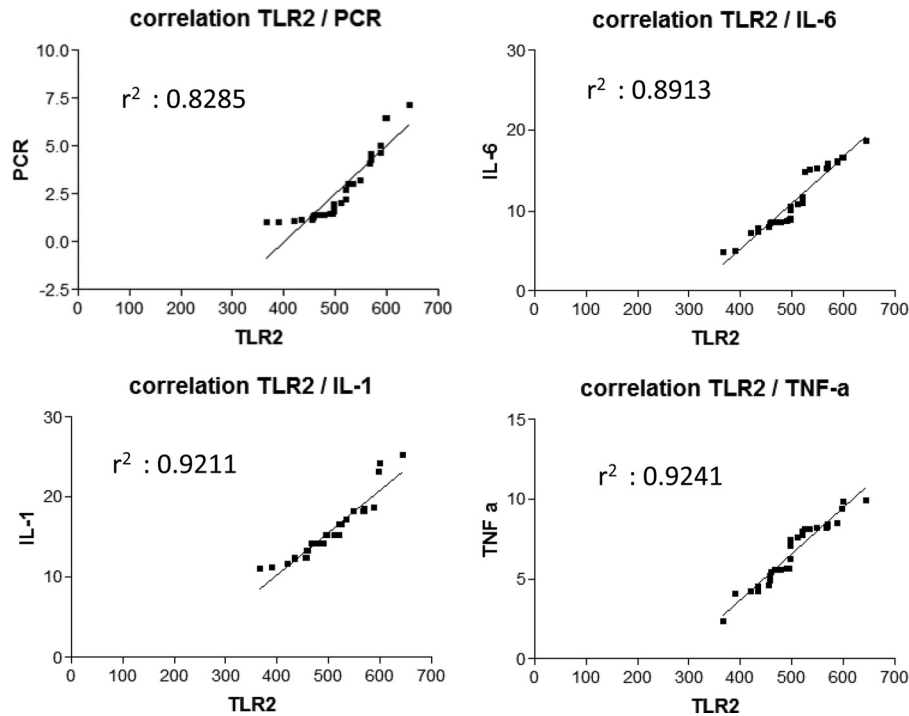 correlation TLR2 / PCR
r² : 0.8285
PCR
10.0
7.5
5.0
2.5
0.0
-2.5
0 100 200 300 400 500 600 700
TLR2
correlation TLR2 / IL-6
r² : 0.8913
IL-6
30
20
10
0
0 100 200 300 400 500 600 700
TLR2
correlation TLR2 / IL-1
r² : 0.9211
IL-1
30
20
10
0
0 100 200 300 400 500 600 700
TLR2
correlation TLR2 / TNF-a
r² : 0.9241
TNF a
15
10
5
0
0 100 200 300 400 500 600 700
TLR2